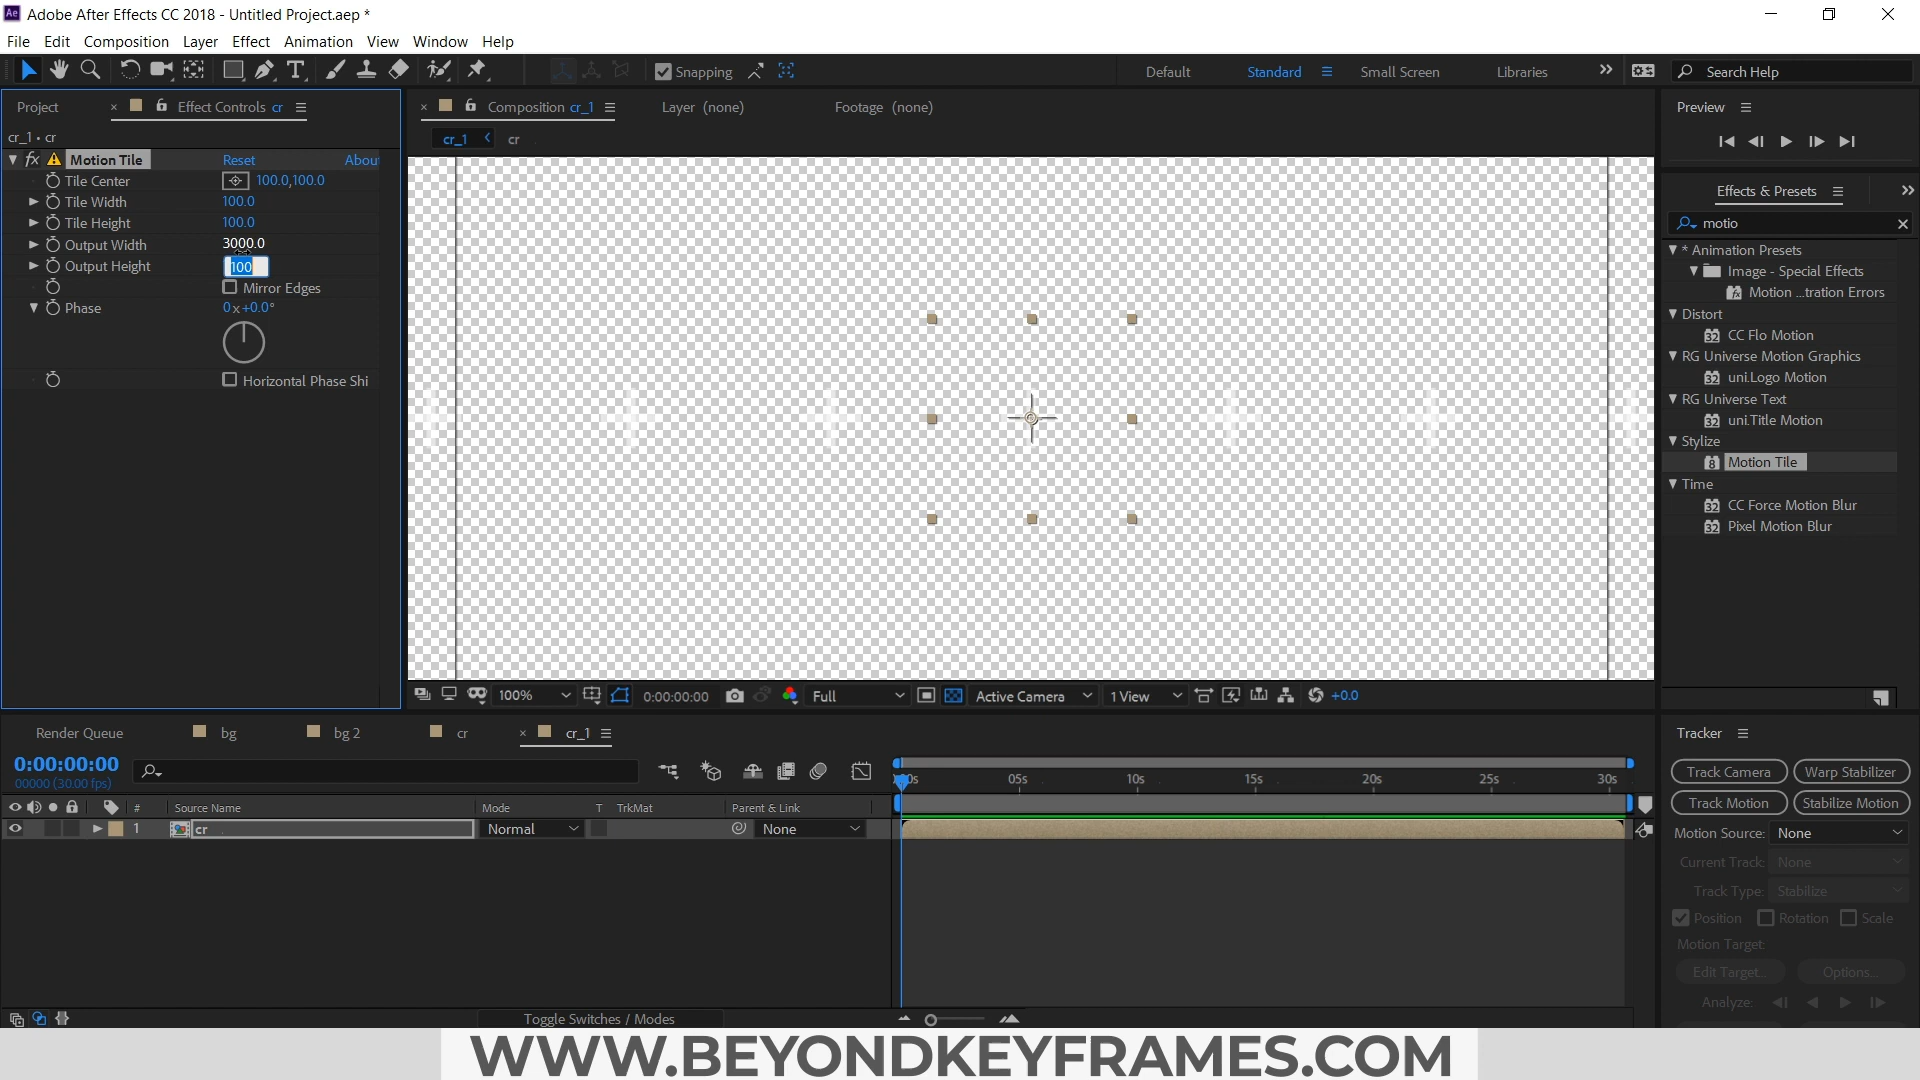 Adobe After Effects CC 2018 - Untitled Project.aep *
File Edit Composition Layer Effect Animation View Window Help
Snapping
Default Standard Small Screen Libraries Search Help
Project Effect Controls cr
Composition cr_1 Layer (none) Footage (none)
Preview
cr_1 • cr
cr_1 cr
fx Motion Tile Reset About
Tile Center 100.0,100.0
Tile Width 100.0
Tile Height 100.0
Output Width 3000.0
Output Height 100
Mirror Edges
Phase 0 x+0.0°
Horizontal Phase Shi
Effects & Presets
motio
* Animation Presets
Image - Special Effects
Motion ...tration Errors
Distort
CC Flo Motion
RG Universe Motion Graphics
uni.Logo Motion
RG Universe Text
uni.Title Motion
Stylize
Motion Tile
Time
CC Force Motion Blur
Pixel Motion Blur
100% 0:00:00:00 Full Active Camera 1 View +0.0
Render Queue bg bg 2 cr cr_1
0:00:00:00
00000 (30.00 fps)
05s 10s 15s 20s 25s 30s
# Source Name Mode T TrkMat Parent & Link
1 cr Normal None
Toggle Switches / Modes
Tracker
Track Camera Warp Stabilizer
Track Motion Stabilize Motion
Motion Source: None
Current Track: None
Track Type: Stabilize
Position Rotation Scale
Motion Target:
Edit Target... Options...
Analyze:
WWW.BEYONDKEYFRAMES.COM